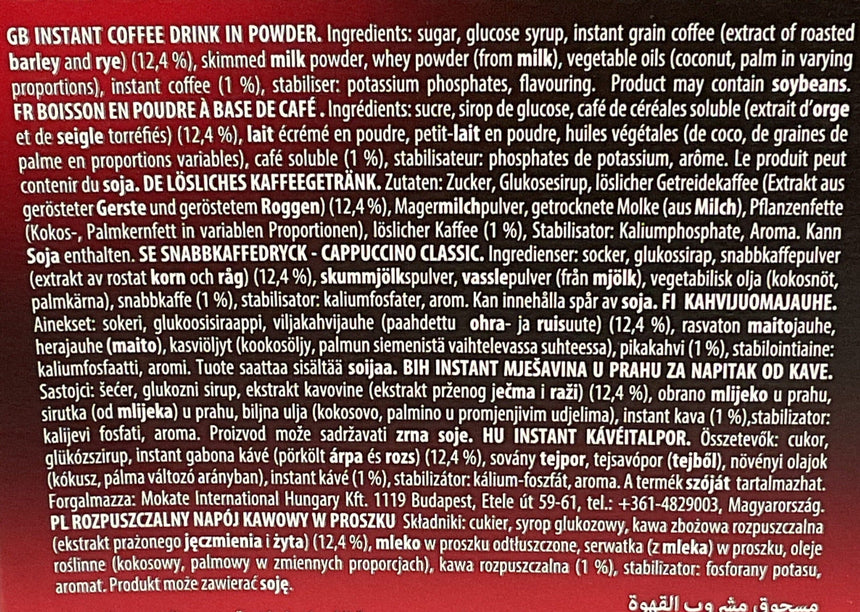 GB INSTANT COFFEE DRINK IN POWDER. Ingredients: sugar, glucose syrup, instant grain coffee (extract of roasted
barley and rye) (12,4 %), skimmed milk powder, whey powder (from milk), vegetable oils (coconut, palm in varying
proportions), instant coffee (1 %), stabiliser: potassium phosphates, flavouring. Product may contain soybeans.
FR BOISSON EN POUDRE À BASE DE CAFÉ . Ingrédients: sucre, sirop de glucose, café de céréales soluble (extrait d'orge
et de seigle torréfiés) (12,4 %), lait écrémé en poudre, petit-lait en poudre, huiles végétales (de coco, de graines de
palme en proportions variables), café soluble (1 %), stabilisateur: phosphates de potassium, arôme. Le produit peut
contenir du soja. DE LÖSLICHES KAFFEEGETRÄNK. Zutaten: Zucker, Glukosesirup, löslicher Getreidekaffee (Extrakt aus
gerösteter Gerste und geröstetem Roggen) (12,4 %), Magermilchpulver, getrocknete Molke (aus Milch), Pflanzenfette
(Kokos-, Palmkernfett in variablen Proportionen), löslicher Kaffee (1 %), Stabilisator: Kaliumphosphate, Aroma. Kann
Soja enthalten. SE SNABBKAFFEDRYCK - CAPPUCCINO CLASSIC. Ingredienser: socker, glukossirap, snabbkaffepulver
(extrakt av rostat korn och råg) (12,4 %), skummjölkspulver, vasslepulver (från mjölk), vegetabilisk olja (kokosnöt,
palmkärna), snabbkaffe (1 %), stabilisator: kaliumfosfater, arom. Kan innehålla spår av soja. FI KAHVIJUOMAJAUHE.
Ainekset: sokeri, glukoosisiraappi, viljakahvijauhe (paahdettu ohra- ja ruisuute) (12,4 %), rasvaton maitojauhe,
herajauhe (maito), kasviöljyt (kookosöljy, palmun siemenistä vaihtelevassa suhteessa), pikakahvi (1 %), stabilointiaine:
kaliumfosfaatti, aromi. Tuote saattaa sisältää soijaa. BIH INSTANT MJEŠAVINA U PRAHU ZA NAPITAK OD KAVE.
Sastojci: šećer, glukozni sirup, ekstrakt kavovine (ekstrakt prženog ječma i raži) (12,4 %), obrano mlijeko u prahu,
sirutka (od mlijeka) u prahu, biljna ulja (kokosovo, palmino u promjenjivim udjelima), instant kava (1 %),stabilizator:
kalijevi fosfati, aroma. Proizvod može sadržavati zrna soje. HU INSTANT KÁVÉITALPOR. Összetevők: cukor,
glükózszirup, instant gabona kávé (pörkölt árpa és rozs) (12,4 %), sovány tejpor, tejsavópor (tejből), növényi olajok
(kókusz, pálma változó arányban), instant kávé (1 %), stabilizátor: kálium-foszfát, aroma. A termék szóját tartalmazhat.
Forgalmazza: Mokate International Hungary Kft. 1119 Budapest, Etele út 59-61, tel.: +361-4829003, Magyarország.
PL ROZPUSZCZALNY NAPÓJ KAWOWY W PROSZKU Składniki: cukier, syrop glukozowy, kawa zbożowa rozpuszczalna
(ekstrakt prażonego jęczmienia i żyta) (12,4 %), mleko w proszku odtłuszczone, serwatka (z mleka) w proszku, oleje
roślinne (kokosowy, palmowy w zmiennych proporcjach), kawa rozpuszczalna (1 %), stabilizator: fosforany potasu,
aromat. Produkt może zawierać soję.
مسحوق مشروب القهوة